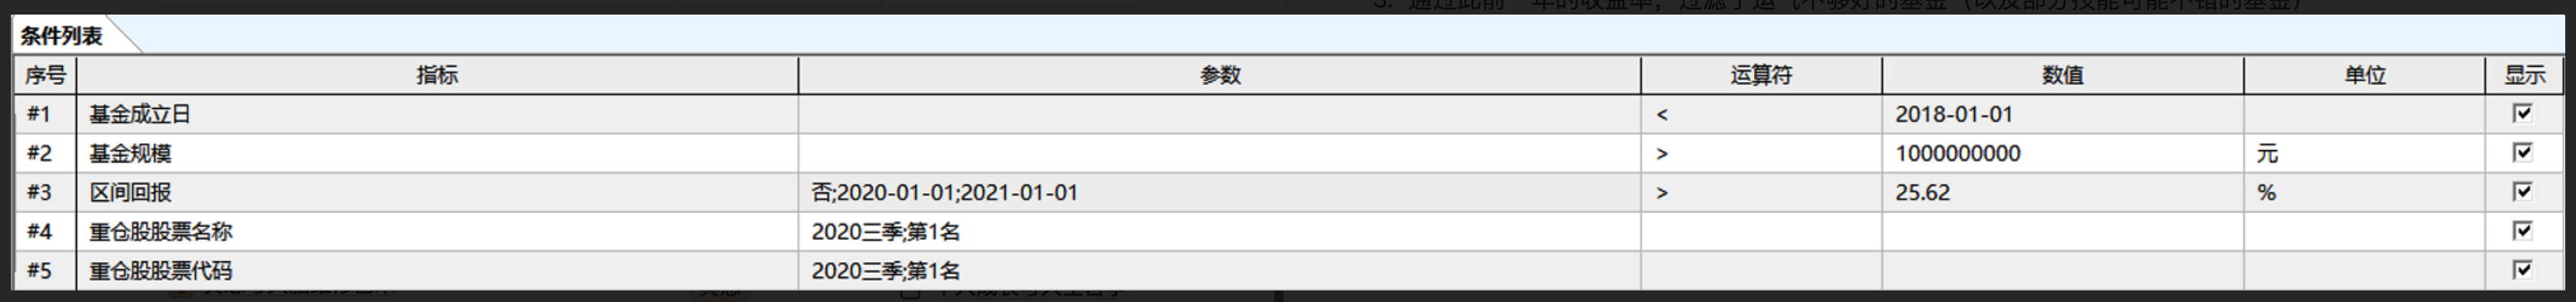 条件列表
序号 指标 参数 运算符 数值 单位 显示
#1 基金成立日 < 2018-01-01
#2 基金规模 > 1000000000 元
#3 区间回报 否;2020-01-01;2021-01-01 > 25.62 %
#4 重仓股股票名称 2020三季;第1名
#5 重仓股股票代码 2020三季;第1名